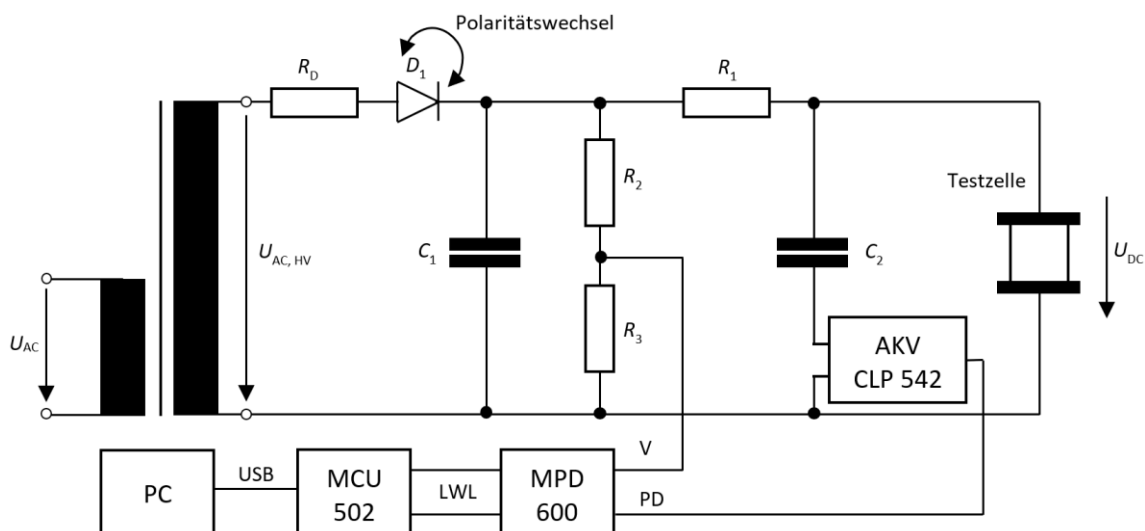 Polaritätswechsel
R_D
D_1
R_1
R_2
Testzelle
U_AC, HV
C_1
C_2
U_DC
R_3
U_AC
AKV
CLP 542
V
USB
LWL
PD
PC
MCU
502
MPD
600